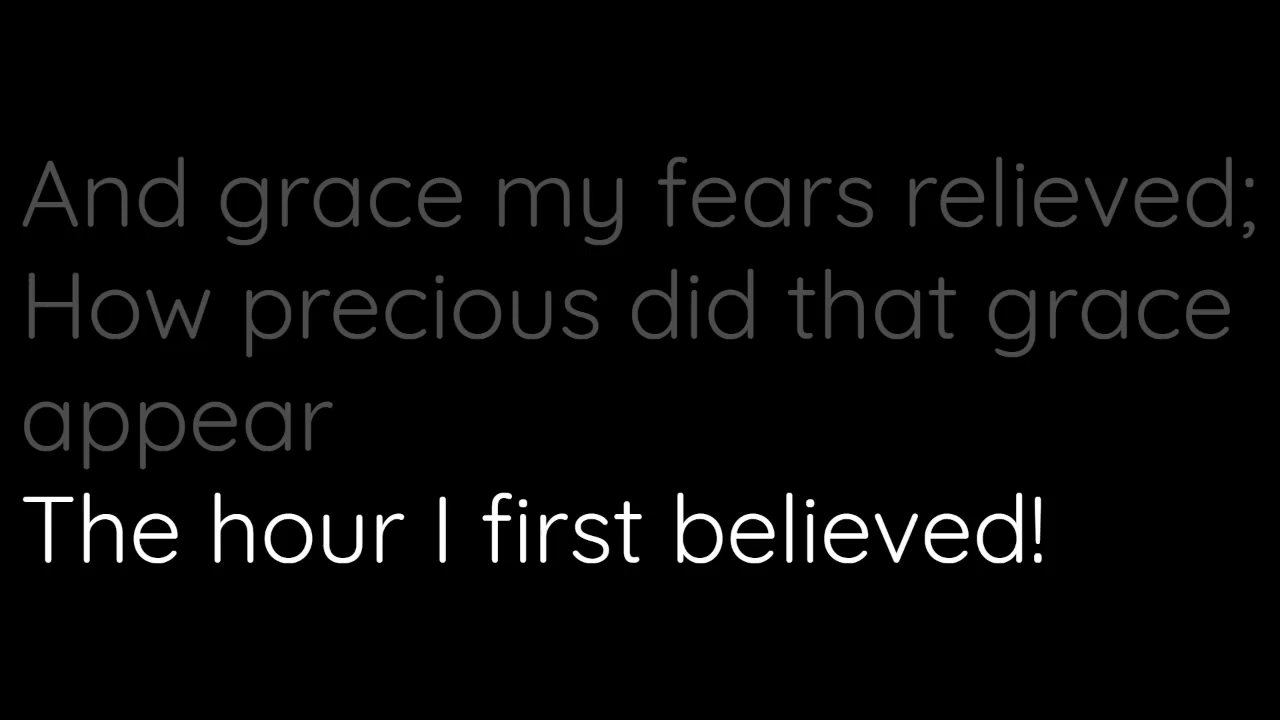 And grace my fears relieved;
How precious did that grace
appear
The hour I first believed!